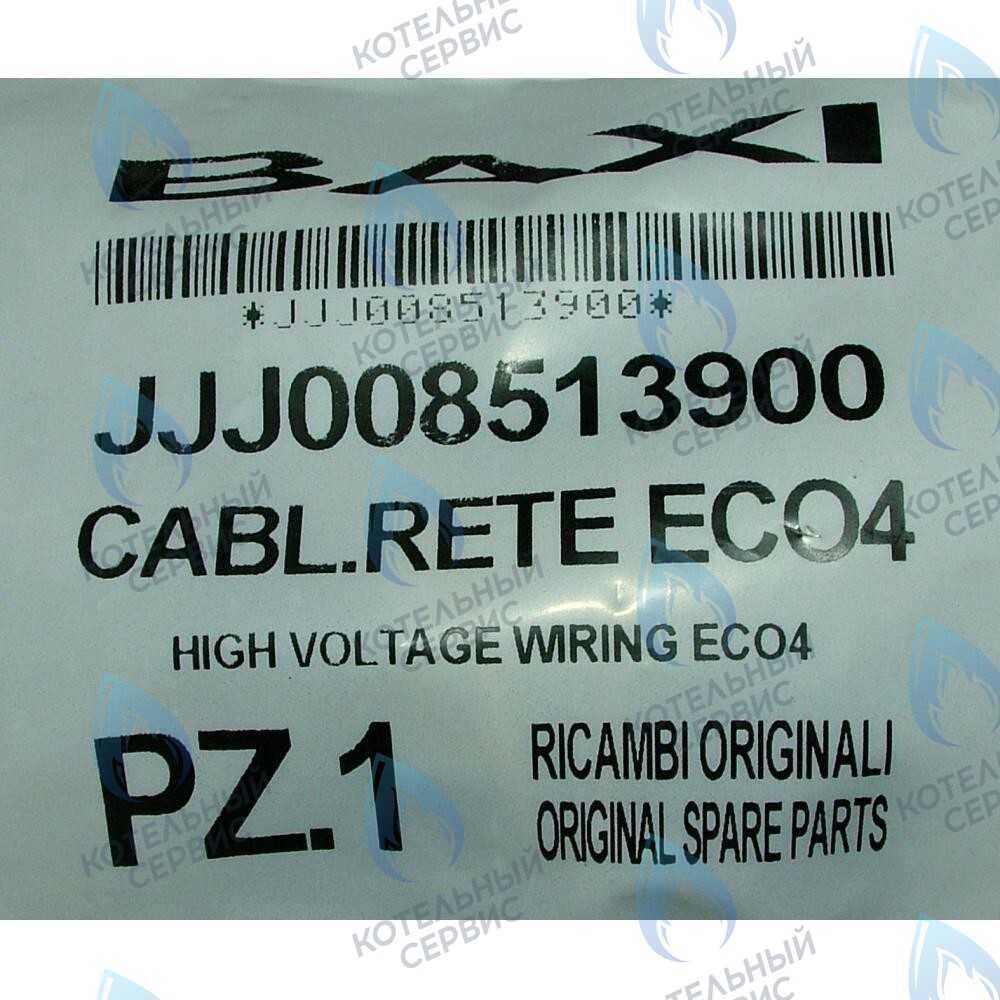 BAXI
*JJJ008513900*
JJJ008513900
CABL.RETE ECO4
HIGH VOLTAGE WIRING ECO4
PZ.1
RICAMBI ORIGINALI
ORIGINAL SPARE PARTS
КОТЕЛЬНЫЙ
СЕРВИС